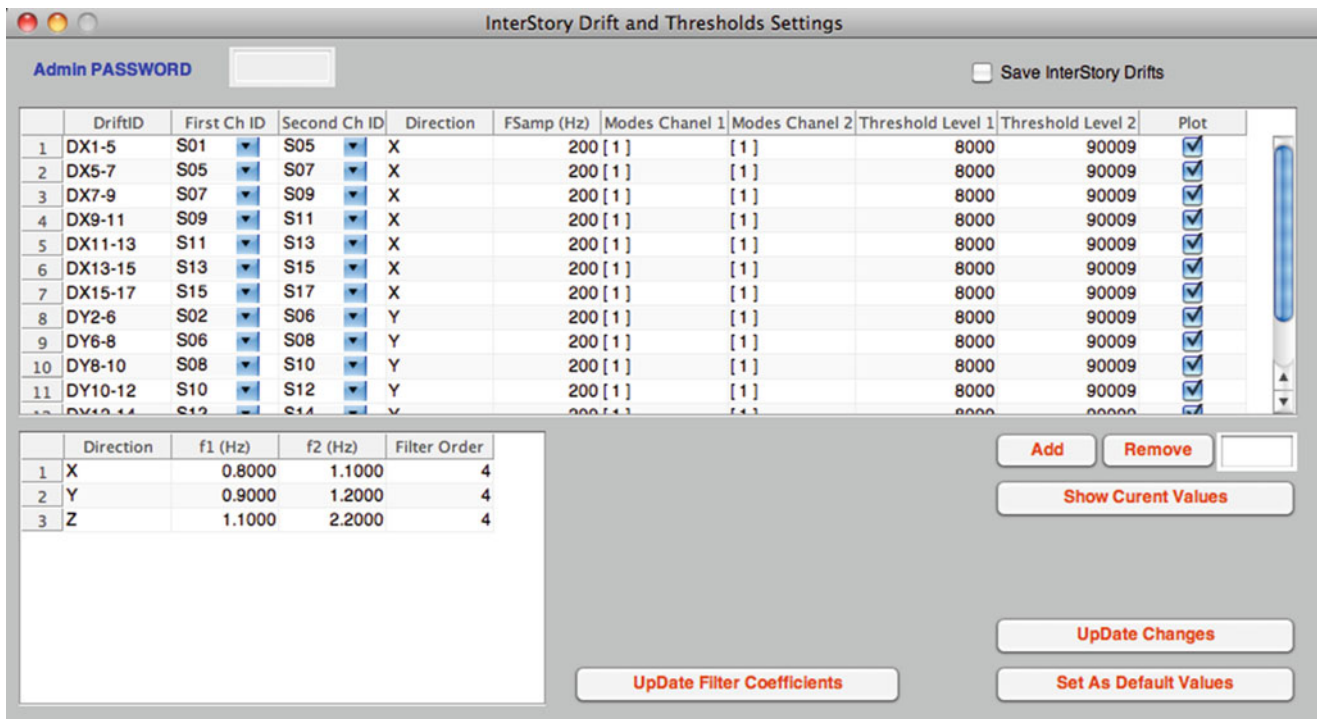 InterStory Drift and Thresholds Settings
Admin PASSWORD
Save InterStory Drifts
DriftID First Ch ID Second Ch ID Direction FSamp (Hz) Modes Chanel 1 Modes Chanel 2 Threshold Level 1 Threshold Level 2 Plot
1 DX1-5 S01 S05 X 200 [ 1 ] [ 1 ] 8000 90009
2 DX5-7 S05 S07 X 200 [ 1 ] [ 1 ] 8000 90009
3 DX7-9 S07 S09 X 200 [ 1 ] [ 1 ] 8000 90009
4 DX9-11 S09 S11 X 200 [ 1 ] [ 1 ] 8000 90009
5 DX11-13 S11 S13 X 200 [ 1 ] [ 1 ] 8000 90009
6 DX13-15 S13 S15 X 200 [ 1 ] [ 1 ] 8000 90009
7 DX15-17 S15 S17 X 200 [ 1 ] [ 1 ] 8000 90009
8 DY2-6 S02 S06 Y 200 [ 1 ] [ 1 ] 8000 90009
9 DY6-8 S06 S08 Y 200 [ 1 ] [ 1 ] 8000 90009
10 DY8-10 S08 S10 Y 200 [ 1 ] [ 1 ] 8000 90009
11 DY10-12 S10 S12 Y 200 [ 1 ] [ 1 ] 8000 90009
Direction f1 (Hz) f2 (Hz) Filter Order
1 X 0.8000 1.1000 4
2 Y 0.9000 1.2000 4
3 Z 1.1000 2.2000 4
Add Remove
Show Curent Values
UpDate Changes
UpDate Filter Coefficients Set As Default Values